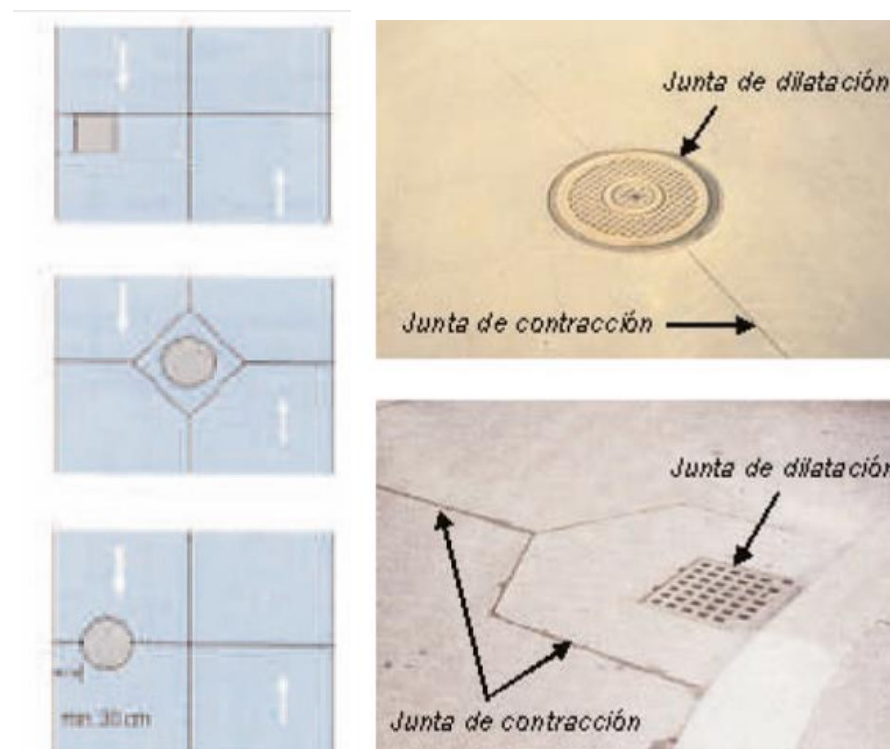 Junta de dilatación
Junta de contracción
Junta de dilatación
min. 30 cm
Junta de contracción